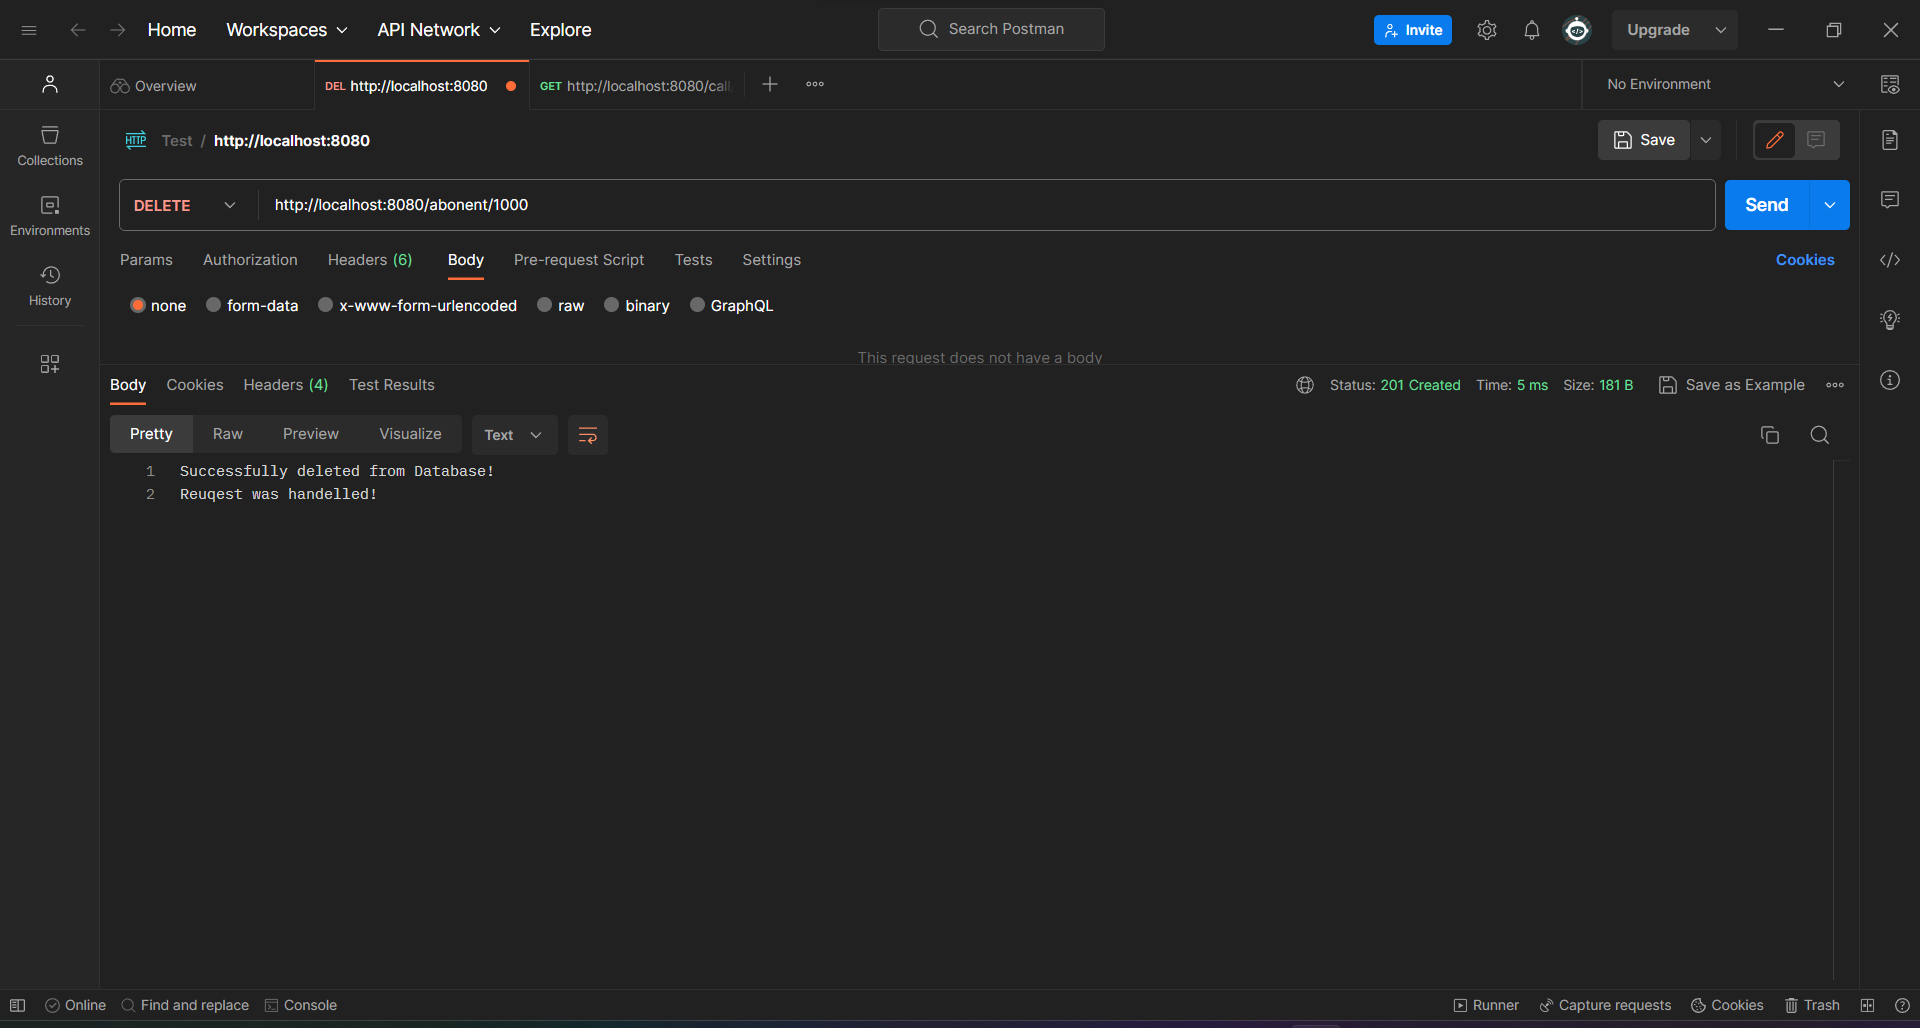 Home Workspaces API Network Explore Search Postman Invite Upgrade
Overview DEL http://localhost:8080 GET http://localhost:8080/call No Environment
HTTP Test / http://localhost:8080 Save
Collections
DELETE http://localhost:8080/abonent/1000 Send
Environments
Params Authorization Headers (6) Body Pre-request Script Tests Settings Cookies
History
none form-data x-www-form-urlencoded raw binary GraphQL
This request does not have a body
Body Cookies Headers (4) Test Results Status: 201 Created Time: 5 ms Size: 181 B Save as Example
Pretty Raw Preview Visualize Text
1 Successfully deleted from Database!
2 Reuqest was handelled!
Online Find and replace Console Runner Capture requests Cookies Trash